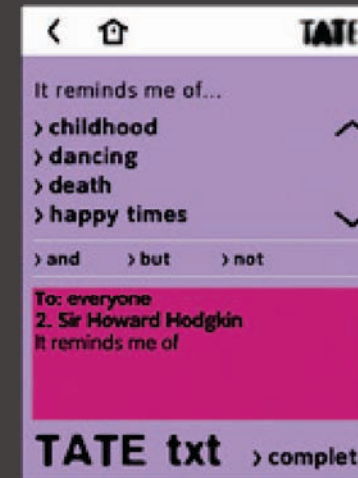 TATE
It reminds me of...
› childhood
› dancing
› death
› happy times
› and › but › not
To: everyone
2. Sir Howard Hodgkin
It reminds me of
TATE txt › complet